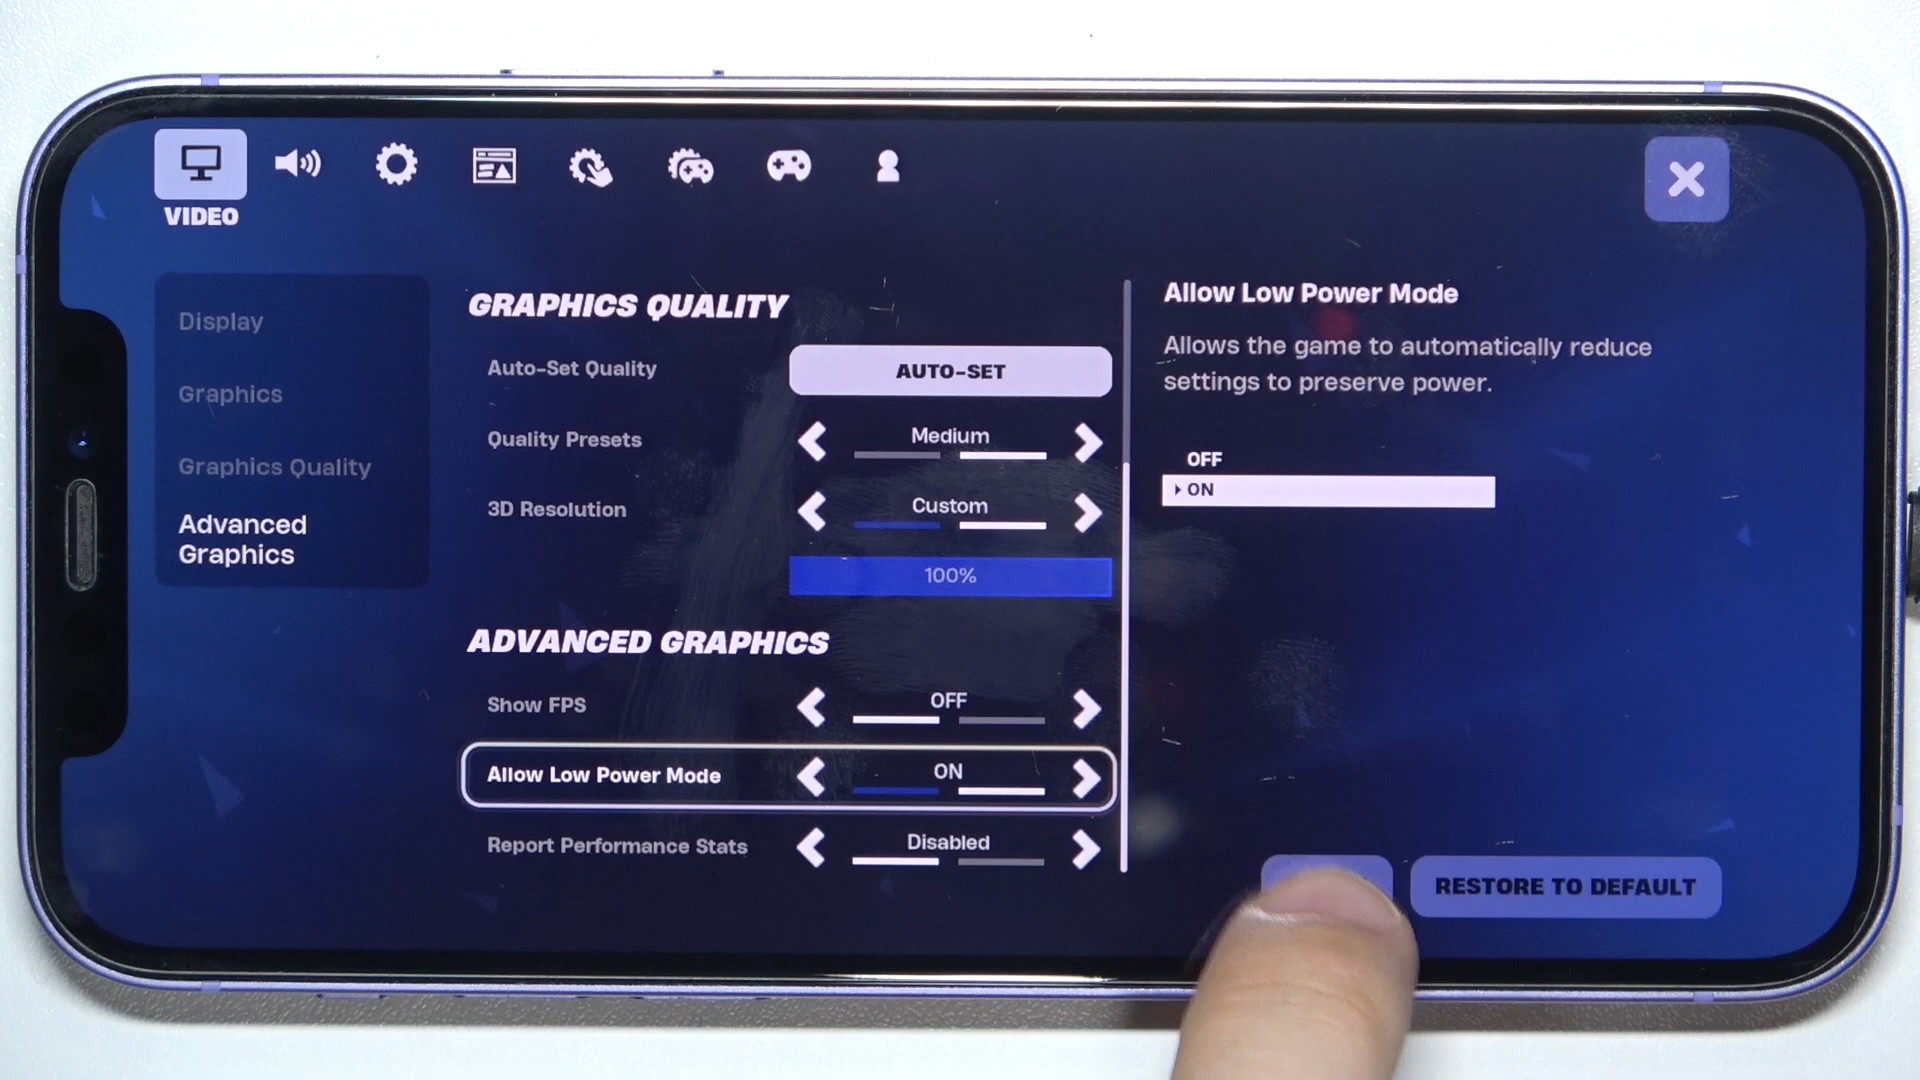 VIDEO
Display
Graphics
Graphics Quality
Advanced
Graphics
GRAPHICS QUALITY
Auto-Set Quality
AUTO-SET
Quality Presets
Medium
3D Resolution
Custom
100%
ADVANCED GRAPHICS
Show FPS
OFF
Allow Low Power Mode
ON
Report Performance Stats
Disabled
Allow Low Power Mode
Allows the game to automatically reduce
settings to preserve power.
OFF
ON
RESTORE TO DEFAULT